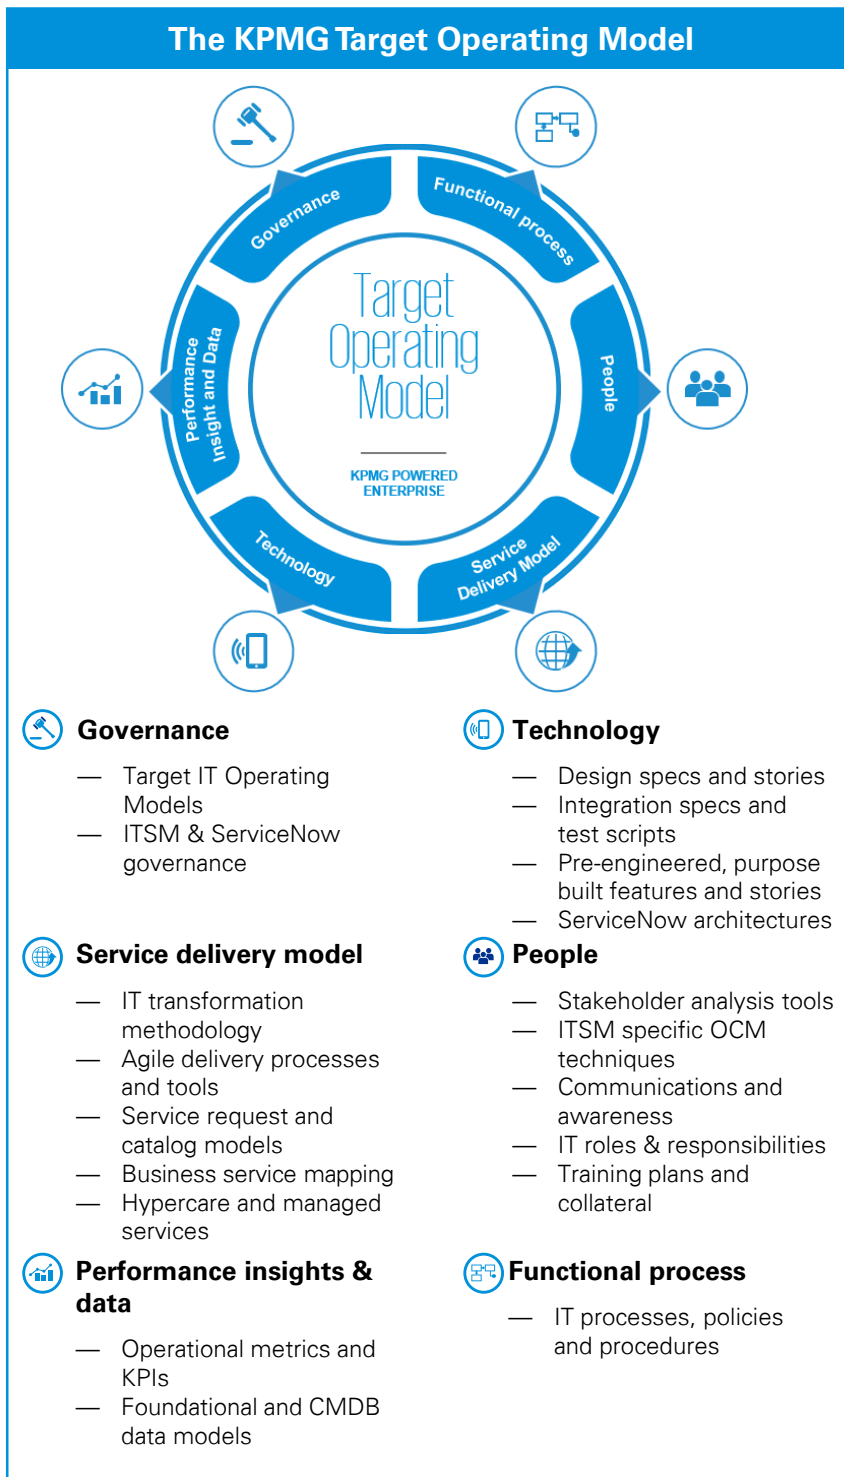 The KPMG Target Operating Model
Governance
Functional process
Performance
Insight and Data
Target
Operating
Model
People
KPMG POWERED
ENTERPRISE
Technology
Service
Delivery Model
Governance
— Target IT Operating
Models
— ITSM & ServiceNow
governance
Technology
— Design specs and stories
— Integration specs and
test scripts
— Pre-engineered, purpose
built features and stories
— ServiceNow architectures
Service delivery model
— IT transformation
methodology
— Agile delivery processes
and tools
— Service request and
catalog models
— Business service mapping
— Hypercare and managed
services
People
— Stakeholder analysis tools
— ITSM specific OCM
techniques
— Communications and
awareness
— IT roles & responsibilities
— Training plans and
collateral
Performance insights &
data
— Operational metrics and
KPIs
— Foundational and CMDB
data models
Functional process
— IT processes, policies
and procedures